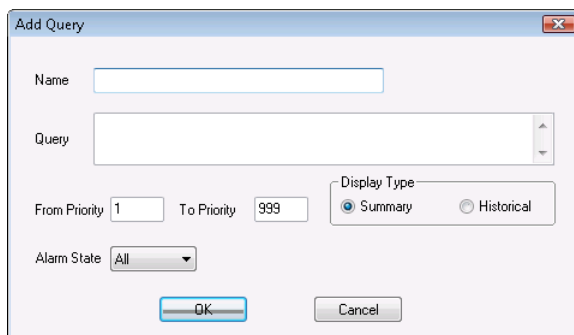 Add Query
Name
Query
Display Type
From Priority 1 To Priority 999 Summary Historical
Alarm State All
OK Cancel